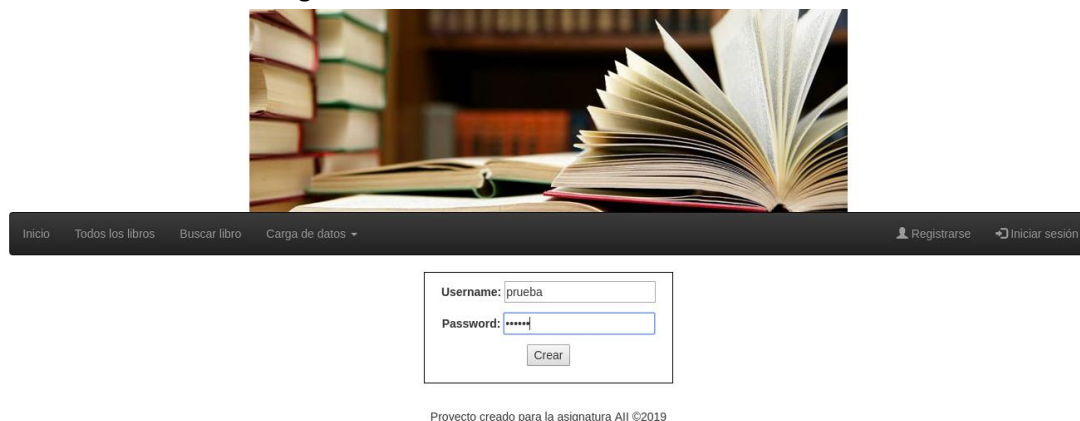 Inicio Todos los libros Buscar libro Carga de datos Registrarse Iniciar sesión
Username: prueba
Password: ••••••
Crear
Proyecto creado para la asignatura AII ©2019